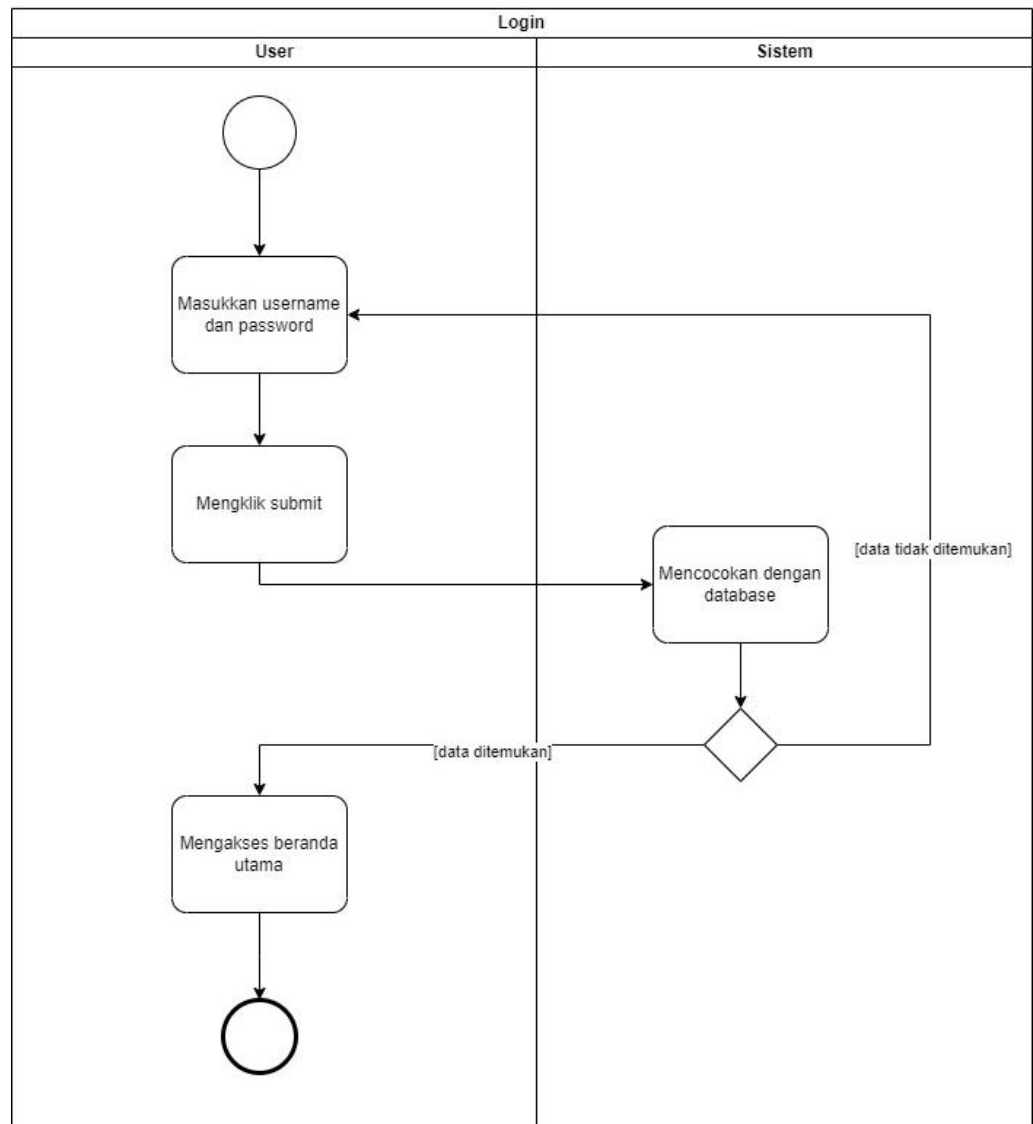 Login
User
Sistem
Masukkan username
dan password
Mengklik submit
[data tidak ditemukan]
Mencocokan dengan
database
[data ditemukan]
Mengakses beranda
utama